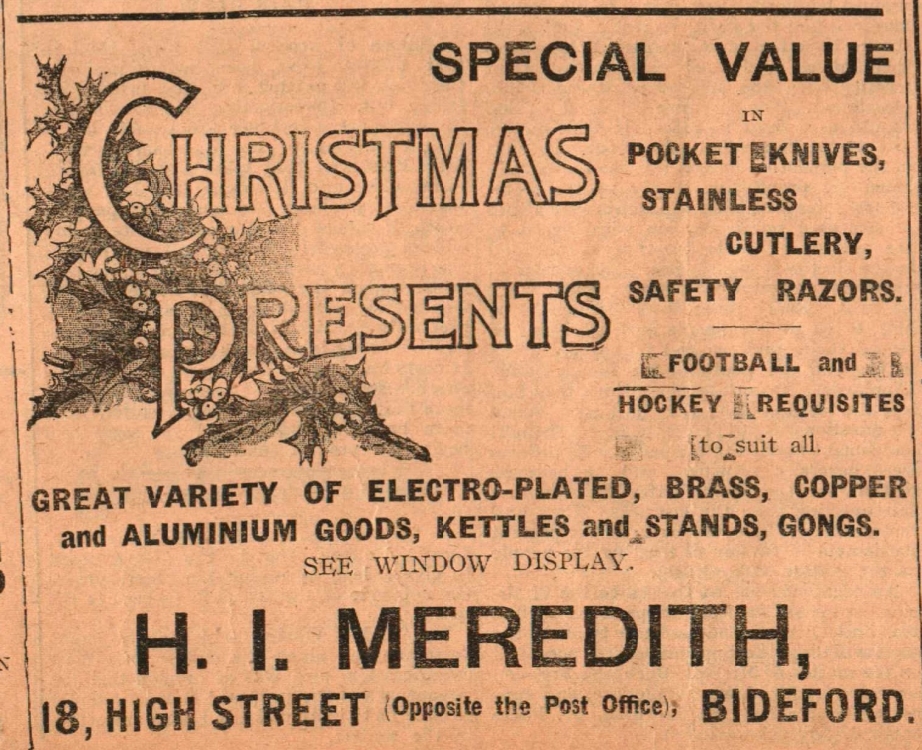 CHRISTMAS
PRESENTS
SPECIAL VALUE
IN
POCKET KNIVES,
STAINLESS
CUTLERY,
SAFETY RAZORS.
FOOTBALL and
HOCKEY REQUISITES
to suit all.
GREAT VARIETY OF ELECTRO-PLATED, BRASS, COPPER
and ALUMINIUM GOODS, KETTLES and STANDS, GONGS.
SEE WINDOW DISPLAY.
H. I. MEREDITH,
18, HIGH STREET (Opposite the Post Office), BIDEFORD.